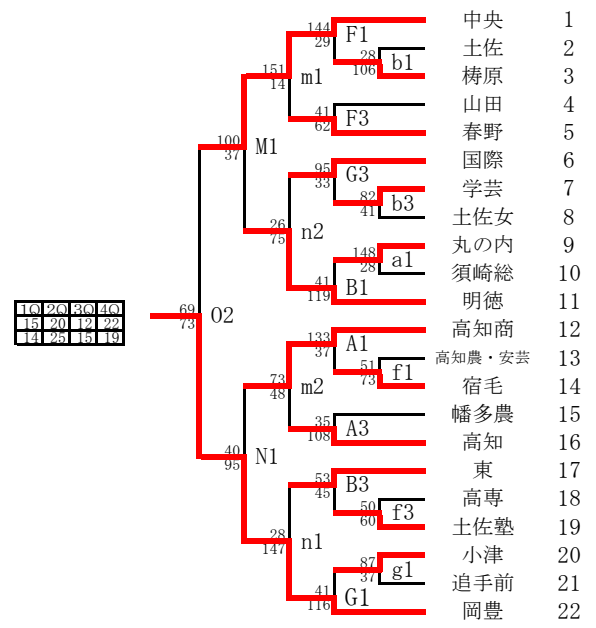 中央 1
144 F1
29
土佐 2
28 b1
106
梼原 3
151 m1
14
山田 4
41 F3
62
春野 5
100 M1
37
国際 6
95 G3
33
学芸 7
82 b3
41
土佐女 8
26 n2
75
丸の内 9
148 a1
28
須崎総 10
41 B1
119
明徳 11
1Q 2Q 3Q 4Q
15 20 12 22
14 25 15 19
69 O2
73
高知商 12
133 A1
37
高知農・安芸 13
51 f1
73
宿毛 14
73 m2
48
幡多農 15
35 A3
108
高知 16
40 N1
95
東 17
53 B3
45
高専 18
50 f3
60
土佐塾 19
28 n1
147
小津 20
87 g1
37
追手前 21
41 G1
116
岡豊 22